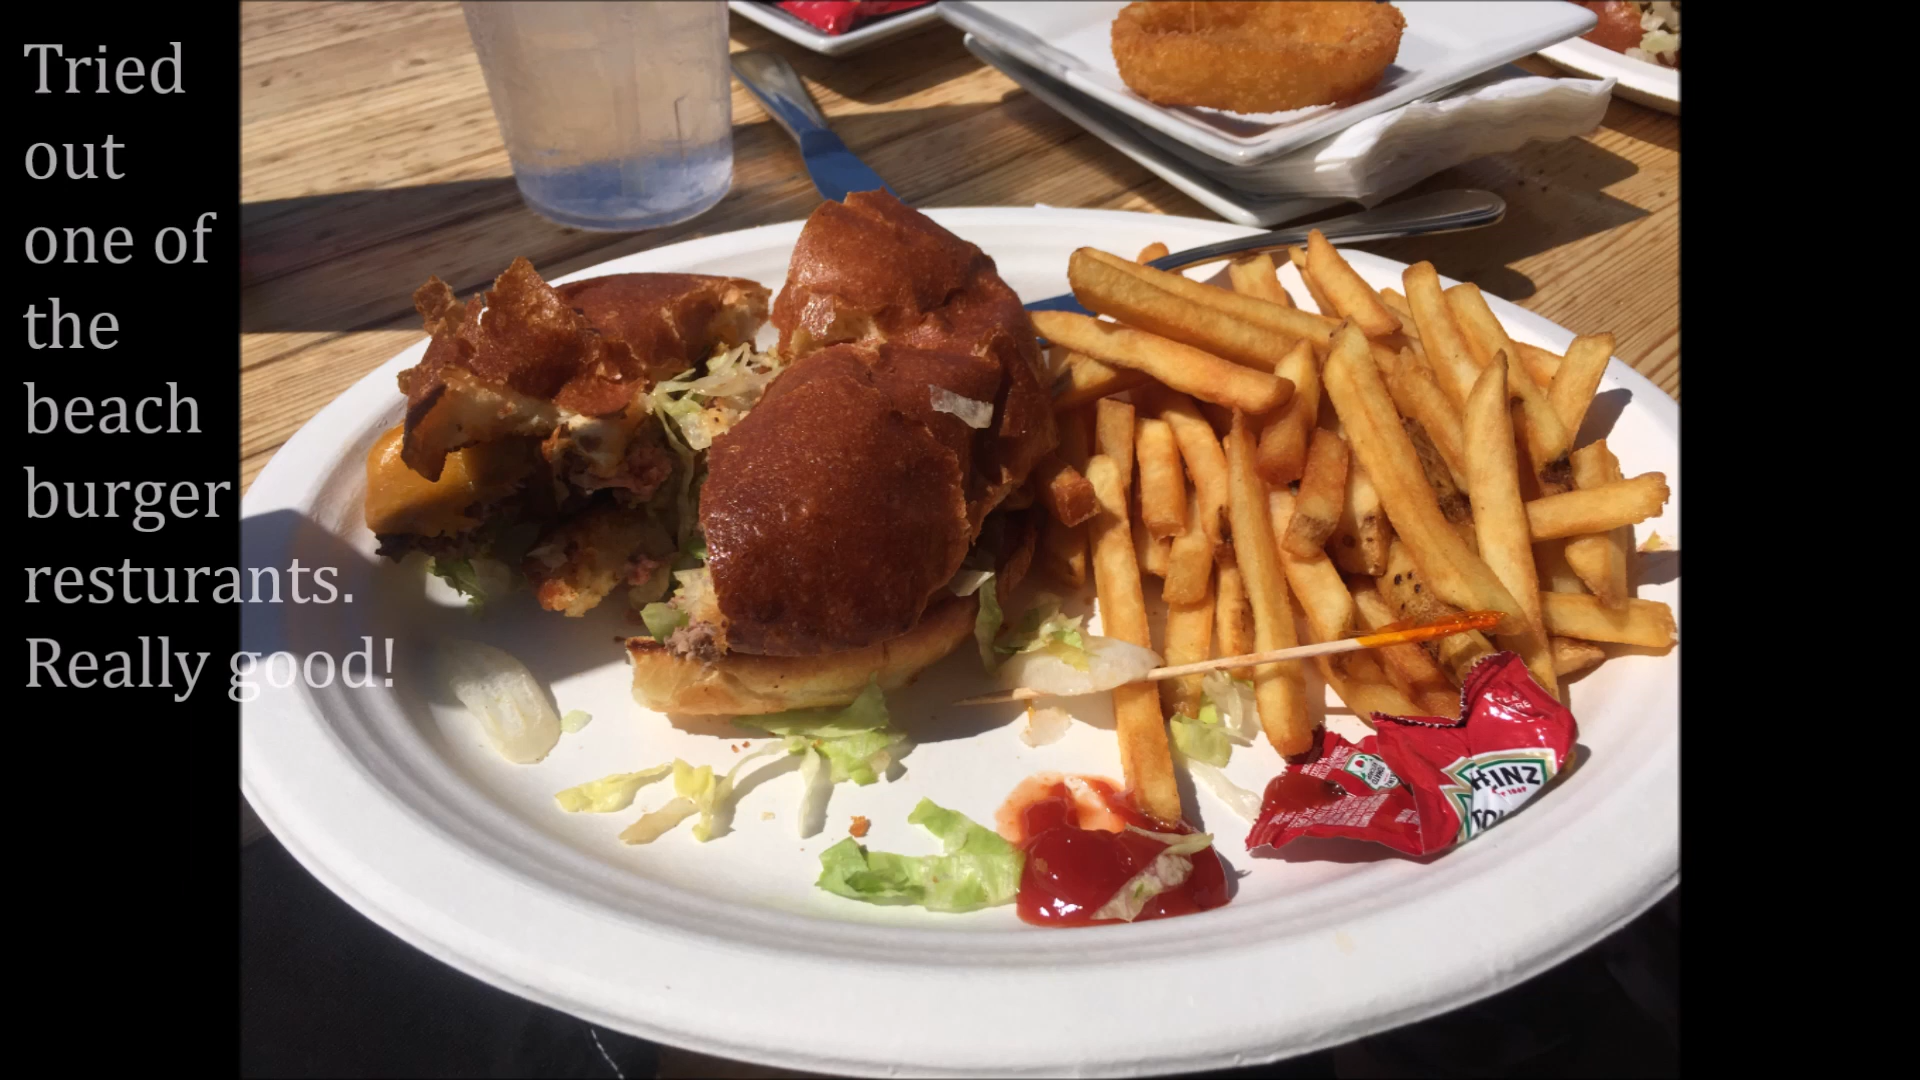 Tried
out
one of
the
beach
burger
resturants.
Really good!
HEINZ